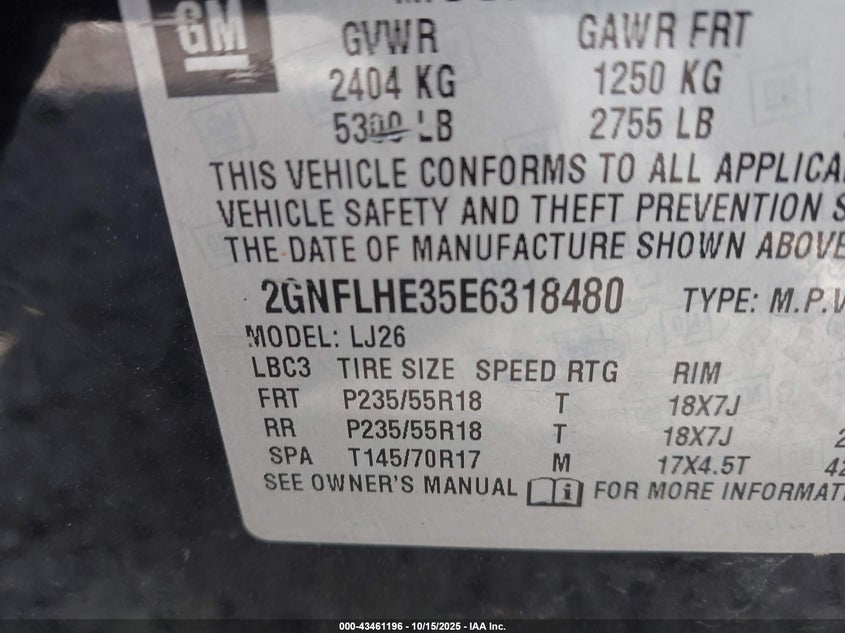 GM
GVWR GAWR FRT
2404 KG 1250 KG
5300 LB 2755 LB
THIS VEHICLE CONFORMS TO ALL
VEHICLE SAFETY AND THEFT PREVENTION
THE DATE OF MANUFACTURE SHOWN ABOVE
2GNFLHE35E6318480 TYPE: M.P.V
MODEL: LJ26
LBC3 TIRE SIZE SPEED RTG RIM
FRT P235/55R18 T 18X7J
RR P235/55R18 T 18X7J
SPA T145/70R17 M 17X4.5T
SEE OWNER'S MANUAL i FOR MORE
000-43461196 - 10/15/2025 - IAA Inc.